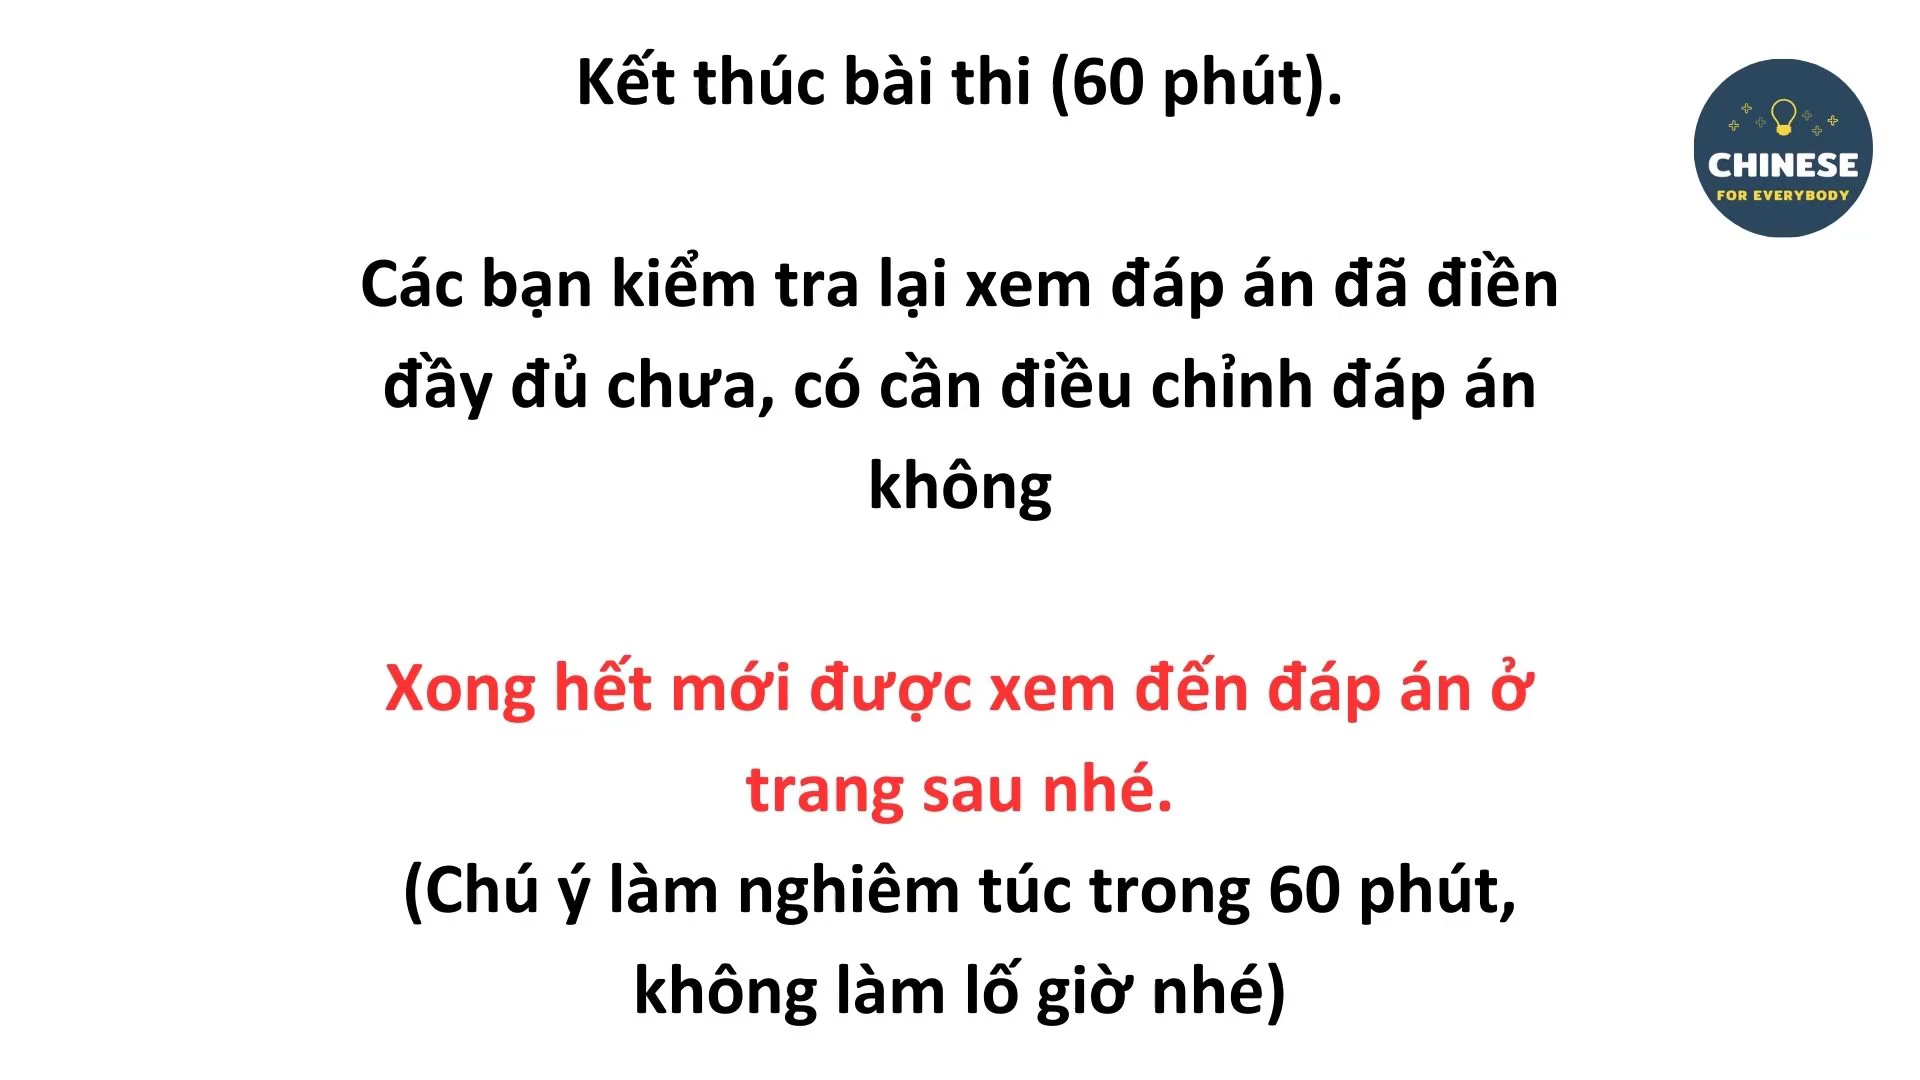 Kết thúc bài thi (60 phút).
CHINESE
FOR EVERYBODY
Các bạn kiểm tra lại xem đáp án đã điền
đầy đủ chưa, có cần điều chỉnh đáp án
không
Xong hết mới được xem đến đáp án ở
trang sau nhé.
(Chú ý làm nghiêm túc trong 60 phút,
không làm lố giờ nhé)